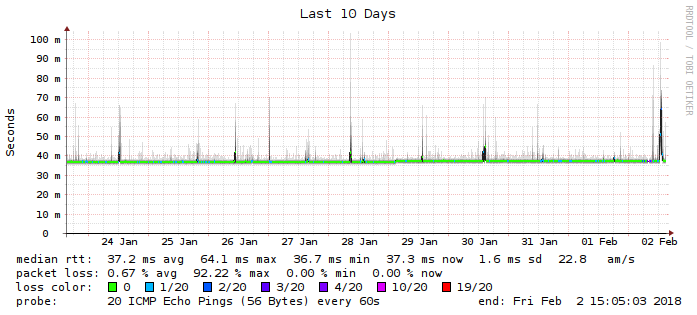 Last 10 Days
RRDTOOL / TOBI OETIKER
Seconds
100 m
90 m
80 m
70 m
60 m
50 m
40 m
30 m
20 m
10 m
0
24 Jan 25 Jan 26 Jan 27 Jan 28 Jan 29 Jan 30 Jan 31 Jan 01 Feb 02 Feb
median rtt: 37.2 ms avg 64.1 ms max 36.7 ms min 37.3 ms now 1.6 ms sd 22.8 am/s
packet loss: 0.67 % avg 92.22 % max 0.00 % min 0.00 % now
loss color: 0 1/20 2/20 3/20 4/20 10/20 19/20
probe: 20 ICMP Echo Pings (56 Bytes) every 60s end: Fri Feb 2 15:05:03 2018